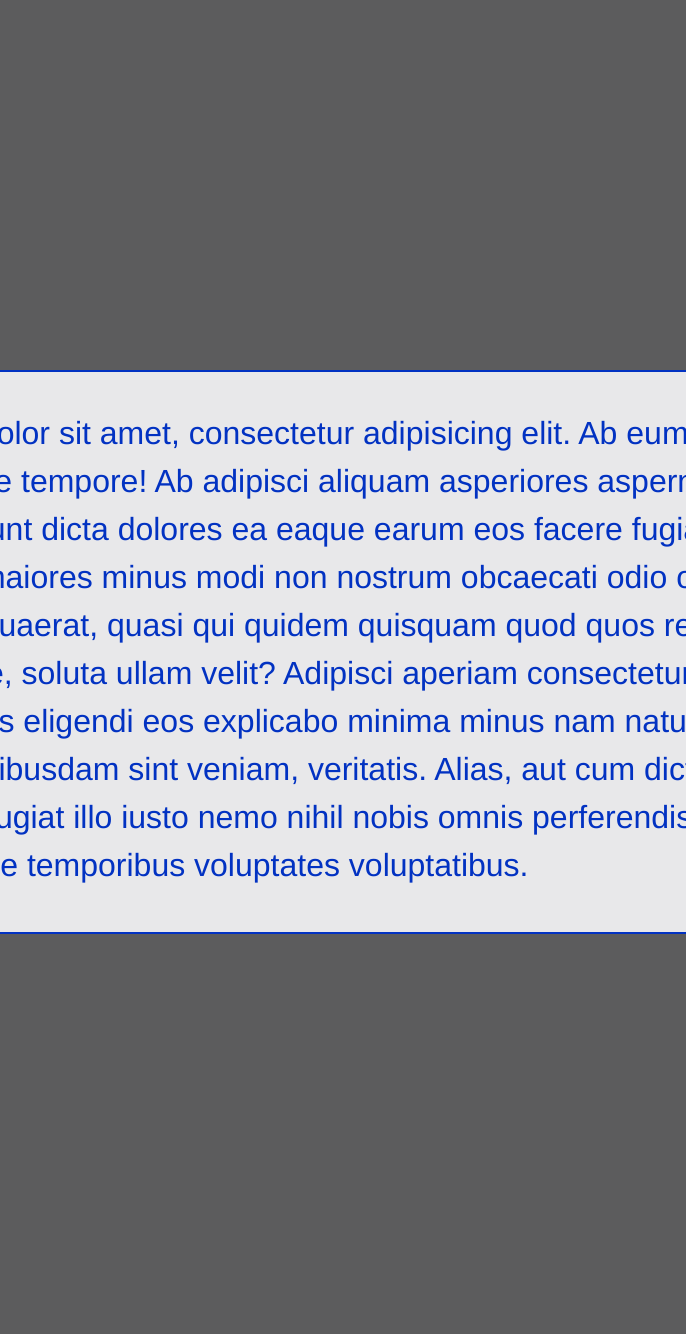 olor sit amet, consectetur adipisicing elit. Ab eum
e tempore! Ab adipisci aliquam asperiores aspern
unt dicta dolores ea eaque earum eos facere fugia
naiores minus modi non nostrum obcaecati odio o
uaerat, quasi qui quidem quisquam quod quos re
e, soluta ullam velit? Adipisci aperiam consectetur
s eligendi eos explicabo minima minus nam natu
ibusdam sint veniam, veritatis. Alias, aut cum dict
ugiat illo iusto nemo nihil nobis omnis perferendis
e temporibus voluptates voluptatibus.